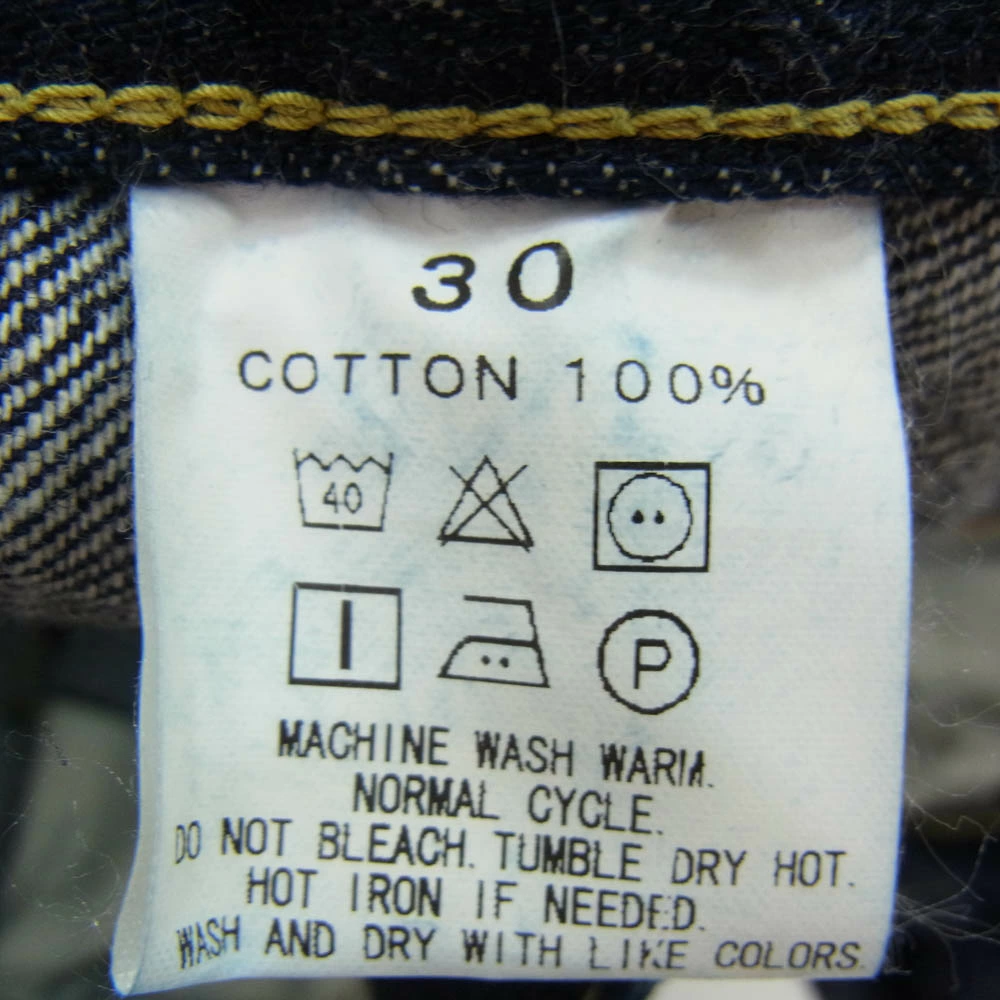 30
COTTON 100%
40
P
MACHINE WASH WARM.
NORMAL CYCLE.
DO NOT BLEACH. TUMBLE DRY HOT.
HOT IRON IF NEEDED.
WASH AND DRY WITH LIKE COLORS.